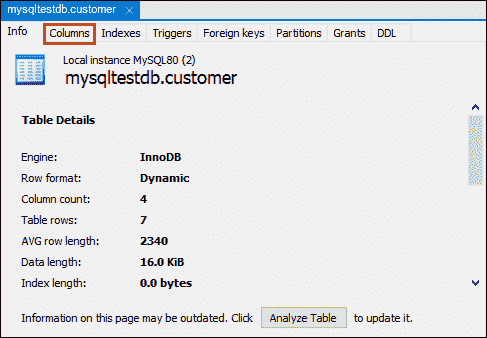 mysqltestdb.customer ×
Info Columns Indexes Triggers Foreign keys Partitions Grants DDL
Local instance MySQL80 (2)
mysqltestdb.customer
Table Details
Engine: InnoDB
Row format: Dynamic
Column count: 4
Table rows: 7
AVG row length: 2340
Data length: 16.0 KiB
Index length: 0.0 bytes
Information on this page may be outdated. Click Analyze Table to update it.